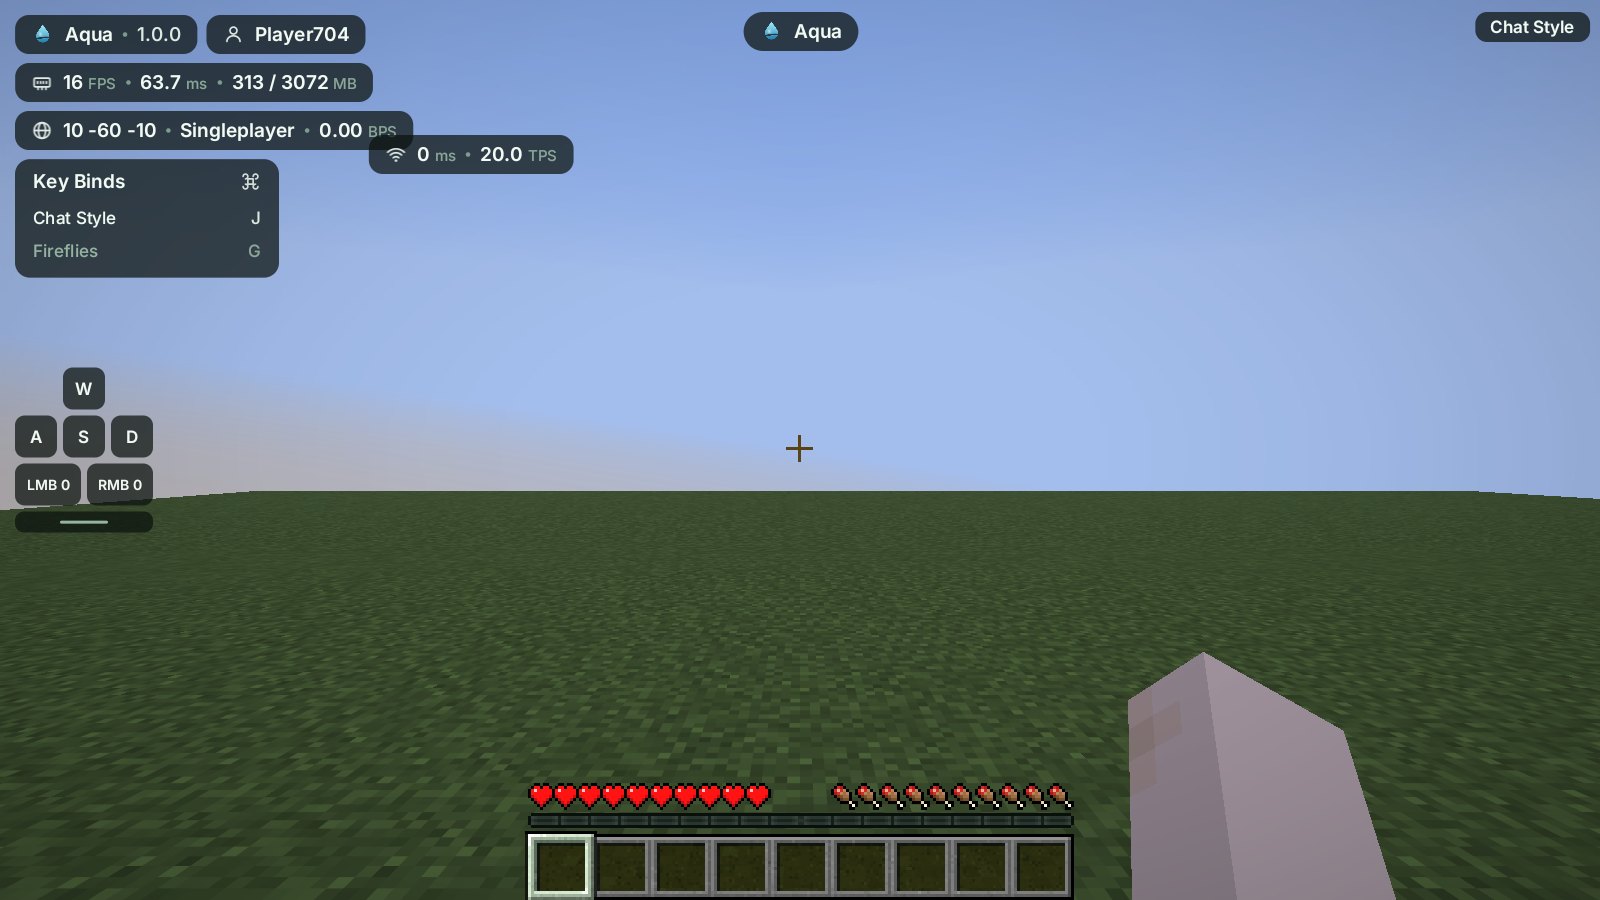 Aqua • 1.0.0
Player704
Aqua
Chat Style
16 FPS • 63.7 ms • 313 / 3072 MB
10 -60 -10 • Singleplayer • 0.00 BPS
0 ms • 20.0 TPS
Key Binds ⌘
Chat Style J
Fireflies G
W
A S D
LMB 0 RMB 0